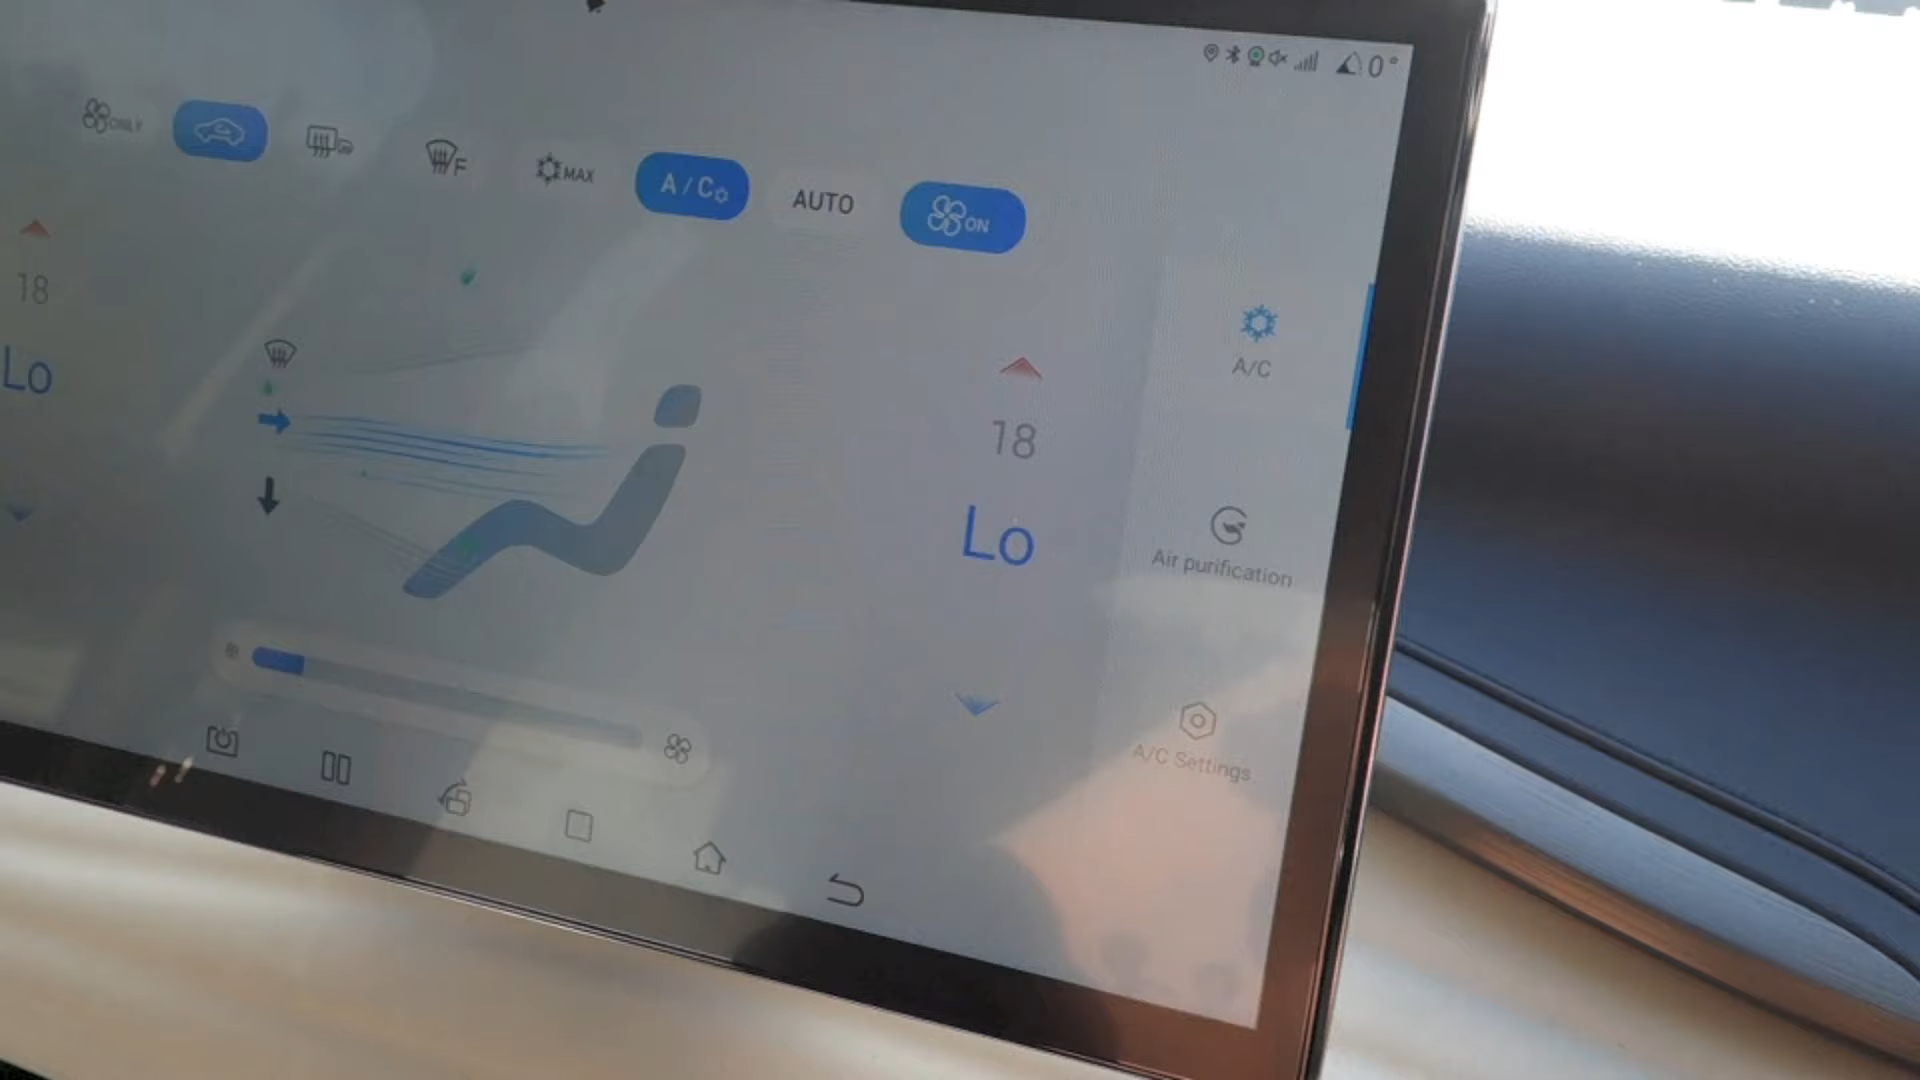 0°
ONLY
F
MAX
A/C
AUTO
ON
18
Lo
18
Lo
A/C
Air purification
A/C Settings